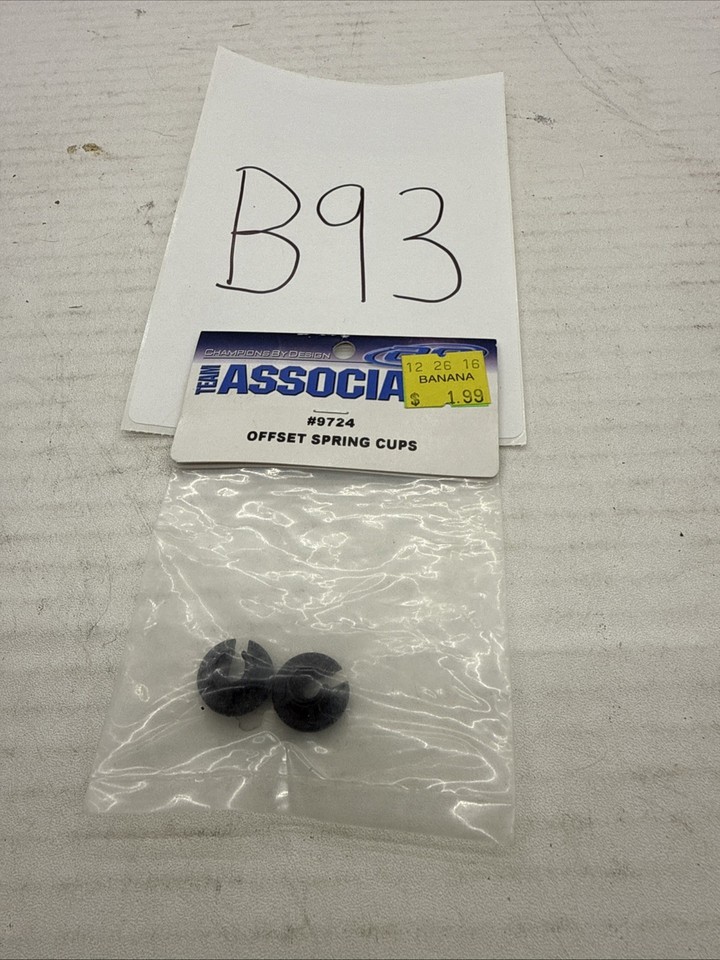 B93
CHAMPIONS BY DESIGN
TEAM ASSOCIA
12 26 16
BANANA
$ 1.99
#9724
OFFSET SPRING CUPS